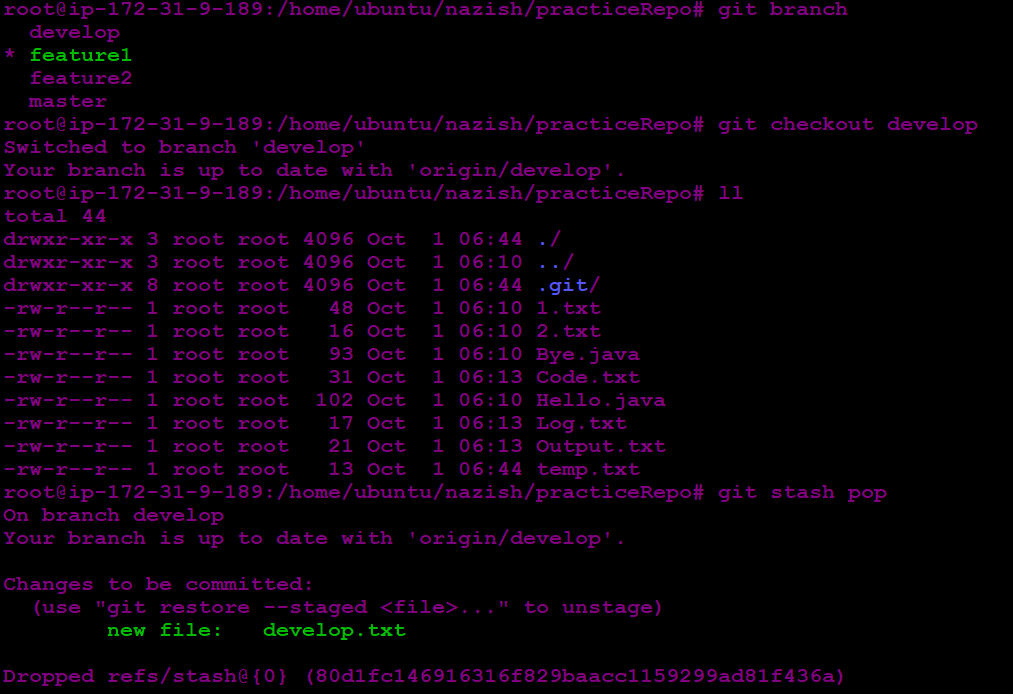 root@ip-172-31-9-189:/home/ubuntu/nazish/practiceRepo# git branch
  develop
* feature1
  feature2
  master
root@ip-172-31-9-189:/home/ubuntu/nazish/practiceRepo# git checkout develop
Switched to branch 'develop'
Your branch is up to date with 'origin/develop'.
root@ip-172-31-9-189:/home/ubuntu/nazish/practiceRepo# ll
total 44
drwxr-xr-x 3 root root 4096 Oct  1 06:44 ./
drwxr-xr-x 3 root root 4096 Oct  1 06:10 ../
drwxr-xr-x 8 root root 4096 Oct  1 06:44 .git/
-rw-r--r-- 1 root root   48 Oct  1 06:10 1.txt
-rw-r--r-- 1 root root   16 Oct  1 06:10 2.txt
-rw-r--r-- 1 root root   93 Oct  1 06:10 Bye.java
-rw-r--r-- 1 root root   31 Oct  1 06:13 Code.txt
-rw-r--r-- 1 root root  102 Oct  1 06:10 Hello.java
-rw-r--r-- 1 root root   17 Oct  1 06:13 Log.txt
-rw-r--r-- 1 root root   21 Oct  1 06:13 Output.txt
-rw-r--r-- 1 root root   13 Oct  1 06:44 temp.txt
root@ip-172-31-9-189:/home/ubuntu/nazish/practiceRepo# git stash pop
On branch develop
Your branch is up to date with 'origin/develop'.

Changes to be committed:
  (use "git restore --staged <file>..." to unstage)
        new file:   develop.txt

Dropped refs/stash@{0} (80d1fc146916316f829baacc1159299ad81f436a)